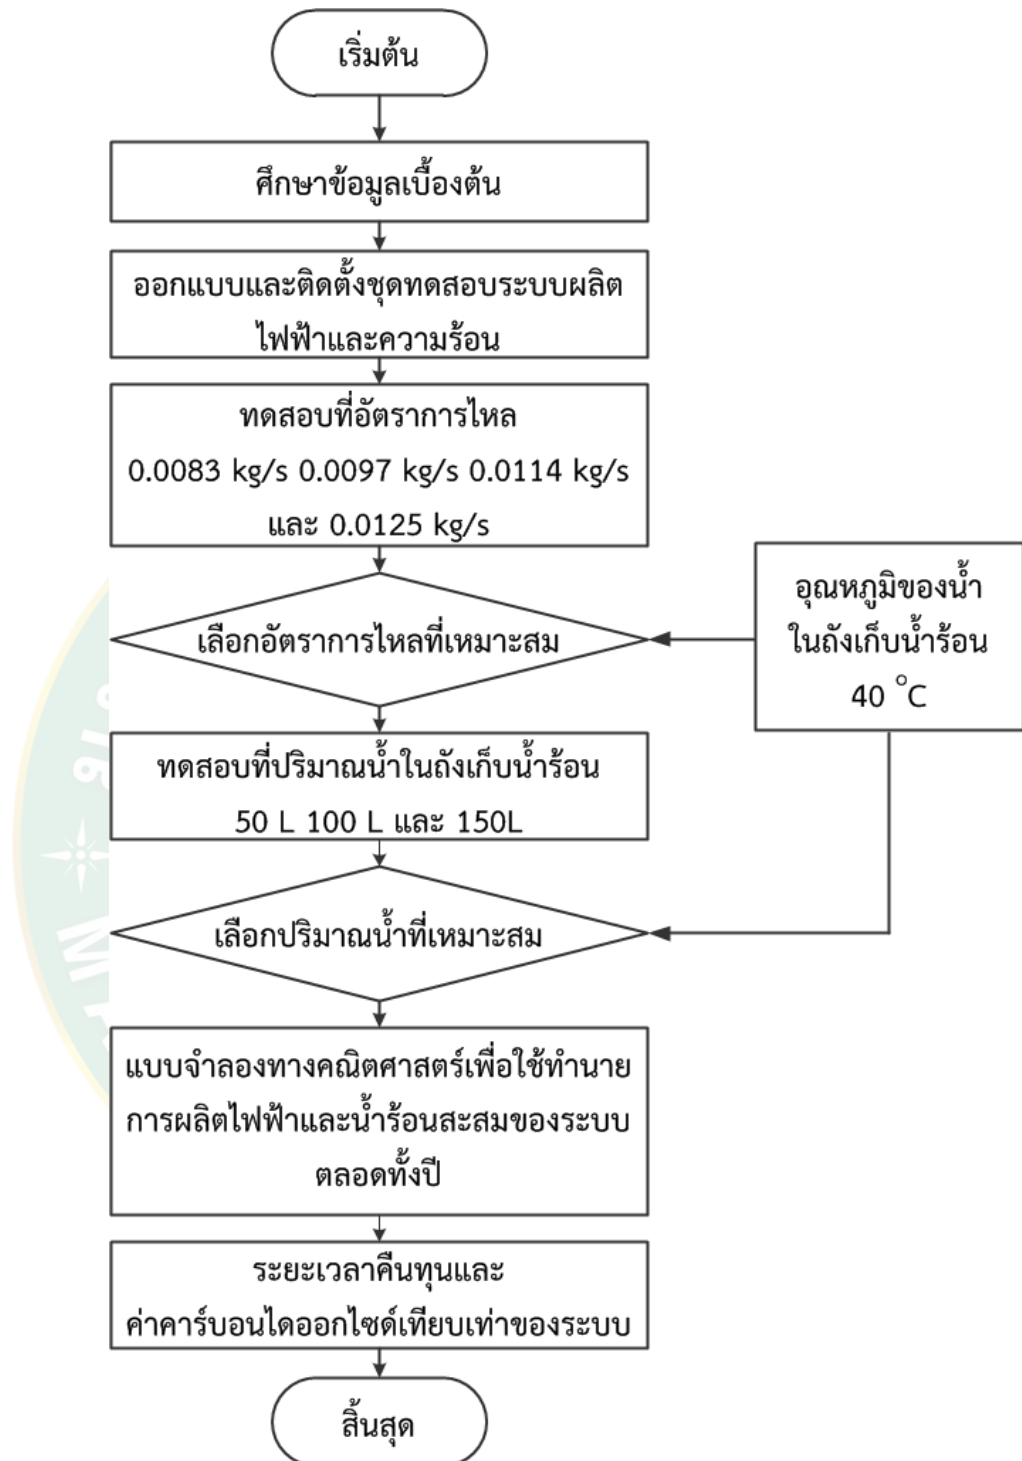 เริ่มต้น
ศึกษาข้อมูลเบื้องต้น
ออกแบบและติดตั้งชุดทดสอบระบบผลิต
ไฟฟ้าและความร้อน
ทดสอบที่อัตราการไหล
0.0083 kg/s 0.0097 kg/s 0.0114 kg/s
และ 0.0125 kg/s
เลือกอัตราการไหลที่เหมาะสม
อุณหภูมิของน้ำ
ในถังเก็บน้ำร้อน
40 °C
ทดสอบที่ปริมาณน้ำในถังเก็บน้ำร้อน
50 L 100 L และ 150L
เลือกปริมาณน้ำที่เหมาะสม
แบบจำลองทางคณิตศาสตร์เพื่อใช้ทำนาย
การผลิตไฟฟ้าและน้ำร้อนสะสมของระบบ
ตลอดทั้งปี
ระยะเวลาคืนทุนและ
ค่าคาร์บอนไดออกไซด์เทียบเท่าของระบบ
สิ้นสุด